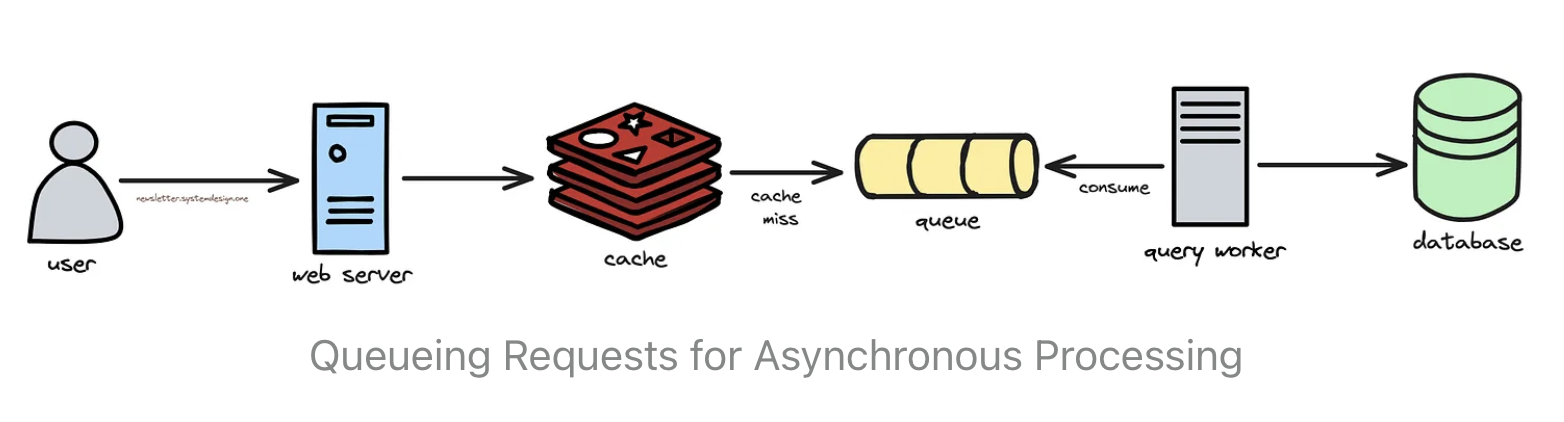 newsletter.systemdesign.one
cache
miss
consume
user
web server
cache
queue
query worker
database
Queueing Requests for Asynchronous Processing